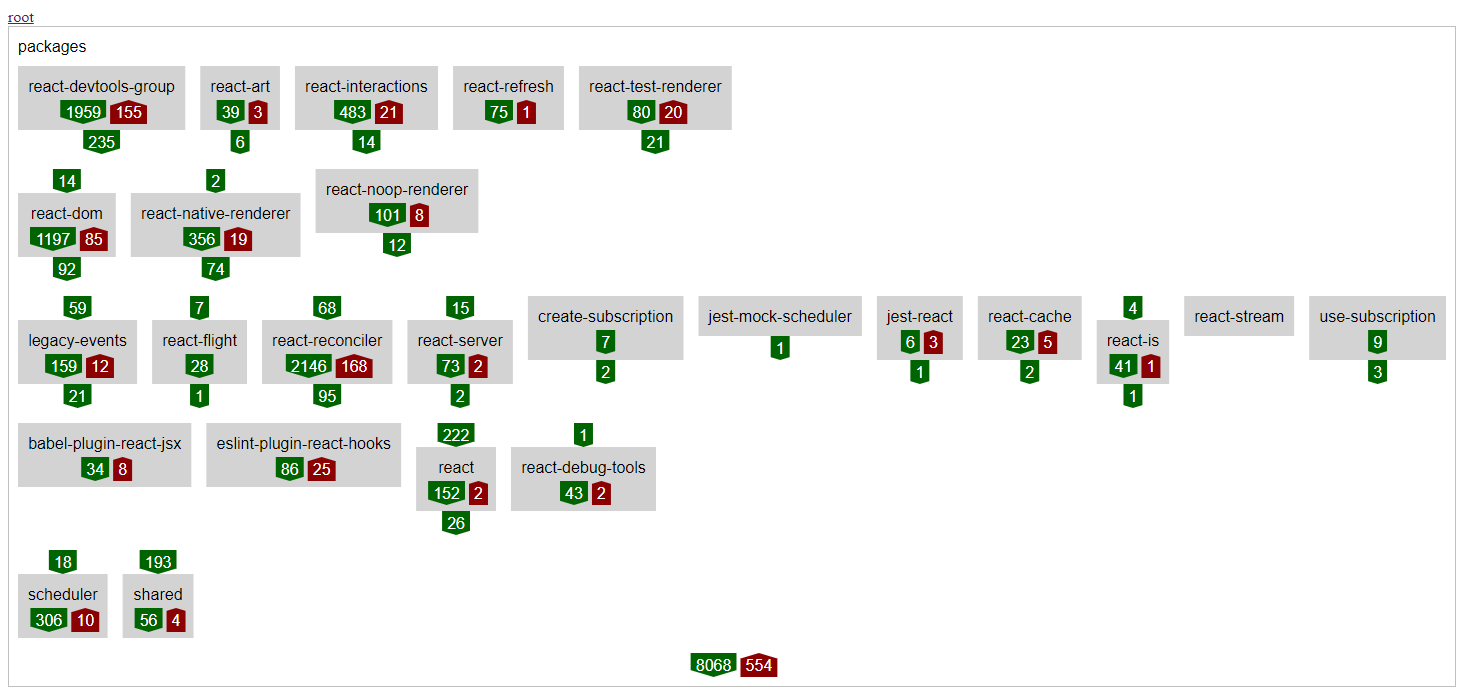 root
packages
react-devtools-group react-art react-interactions react-refresh react-test-renderer
1959 155 39 3 483 21 75 1 80 20
235 6 14 21
14 2
react-dom react-native-renderer react-noop-renderer
1197 85 356 19 101 8
92 74 12
59 7 68 15 4
legacy-events react-flight react-reconciler react-server create-subscription jest-mock-scheduler jest-react react-cache react-is react-stream use-subscription
159 12 28 2146 168 73 2 7 6 3 23 5 41 1 9
21 1 95 2 2 1 1 2 1 3
222 1
babel-plugin-react-jsx eslint-plugin-react-hooks react react-debug-tools
34 8 86 25 152 2 43 2
26
18 193
scheduler shared
306 10 56 4
8068 554